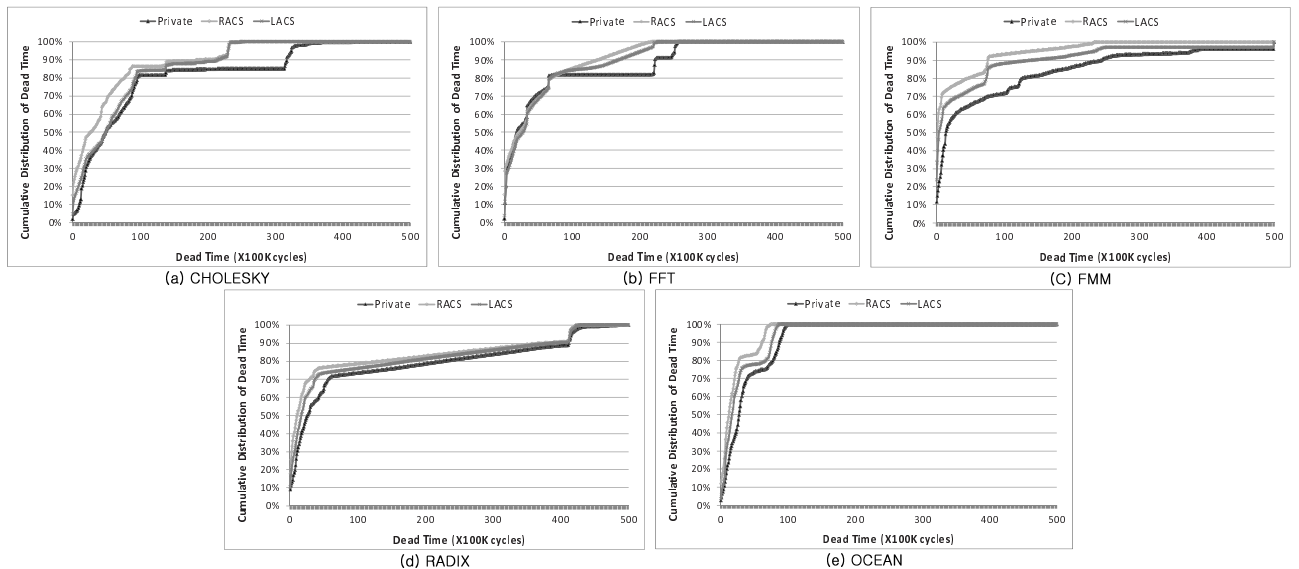 Private RACS LACS
Cumulative Distribution of Dead Time
100%
90%
80%
70%
60%
50%
40%
30%
20%
10%
0%
0 100 200 300 400 500
Dead Time (X100K cycles)
(a) CHOLESKY
Private RACS LACS
Cumulative Distribution of Dead Time
100%
90%
80%
70%
60%
50%
40%
30%
20%
10%
0%
0 100 200 300 400 500
Dead Time (X100K cycles)
(b) FFT
Private RACS LACS
Cumulative Distribution of Dead Time
100%
90%
80%
70%
60%
50%
40%
30%
20%
10%
0%
0 100 200 300 400 500
Dead Time (X100K cycles)
(C) FMM
Private RACS LACS
Cumulative Distribution of Dead Time
100%
90%
80%
70%
60%
50%
40%
30%
20%
10%
0%
0 100 200 300 400 500
Dead Time (X100K cycles)
(d) RADIX
Private RACS LACS
Cumulative Distribution of Dead Time
100%
90%
80%
70%
60%
50%
40%
30%
20%
10%
0%
0 100 200 300 400 500
Dead Time (X100K cycles)
(e) OCEAN